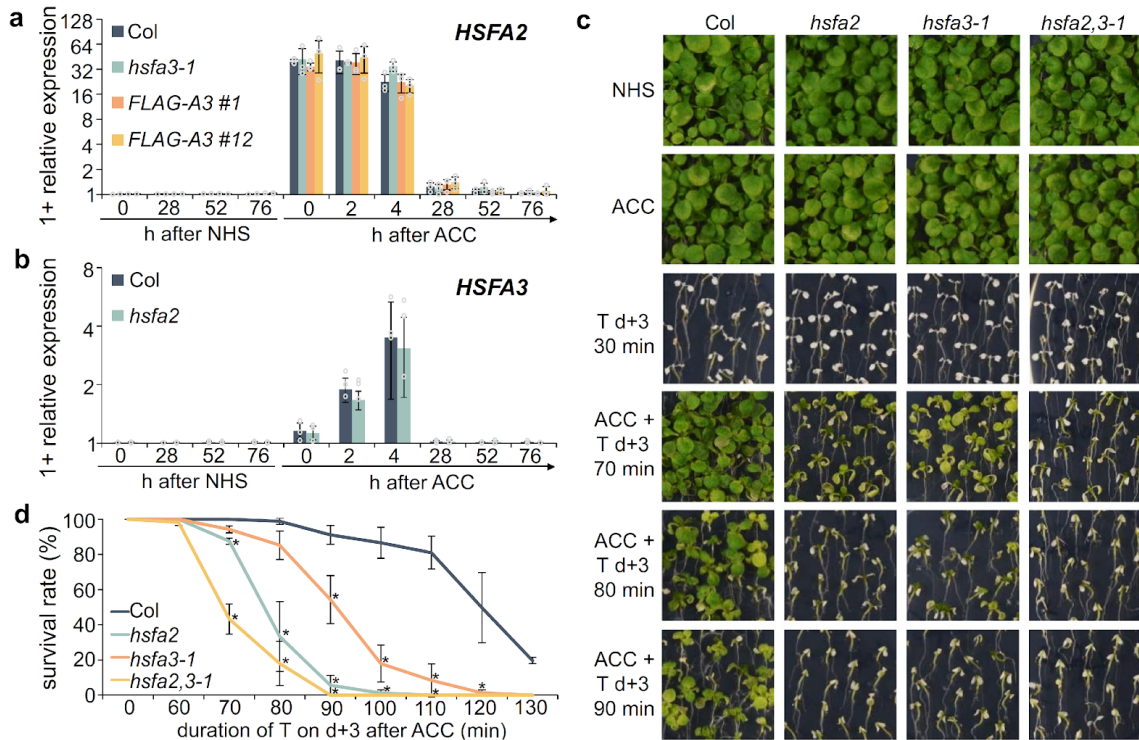 a
HSFA2
1+ relative expression
128
64
32
16
8
4
2
1
Col
hsfa3-1
FLAG-A3 #1
FLAG-A3 #12
0 28 52 76 0 2 4 28 52 76
h after NHS h after ACC
b
HSFA3
1+ relative expression
8
4
2
1
Col
hsfa2
0 28 52 76 0 2 4 28 52 76
h after NHS h after ACC
d
survival rate (%)
100
80
60
40
20
0
Col
hsfa2
hsfa3-1
hsfa2,3-1
* * * * * * * * * * *
0 60 70 80 90 100 110 120 130
duration of T on d+3 after ACC (min)
c
Col hsfa2 hsfa3-1 hsfa2,3-1
NHS
ACC
T d+3
30 min
ACC +
T d+3
70 min
ACC +
T d+3
80 min
ACC +
T d+3
90 min